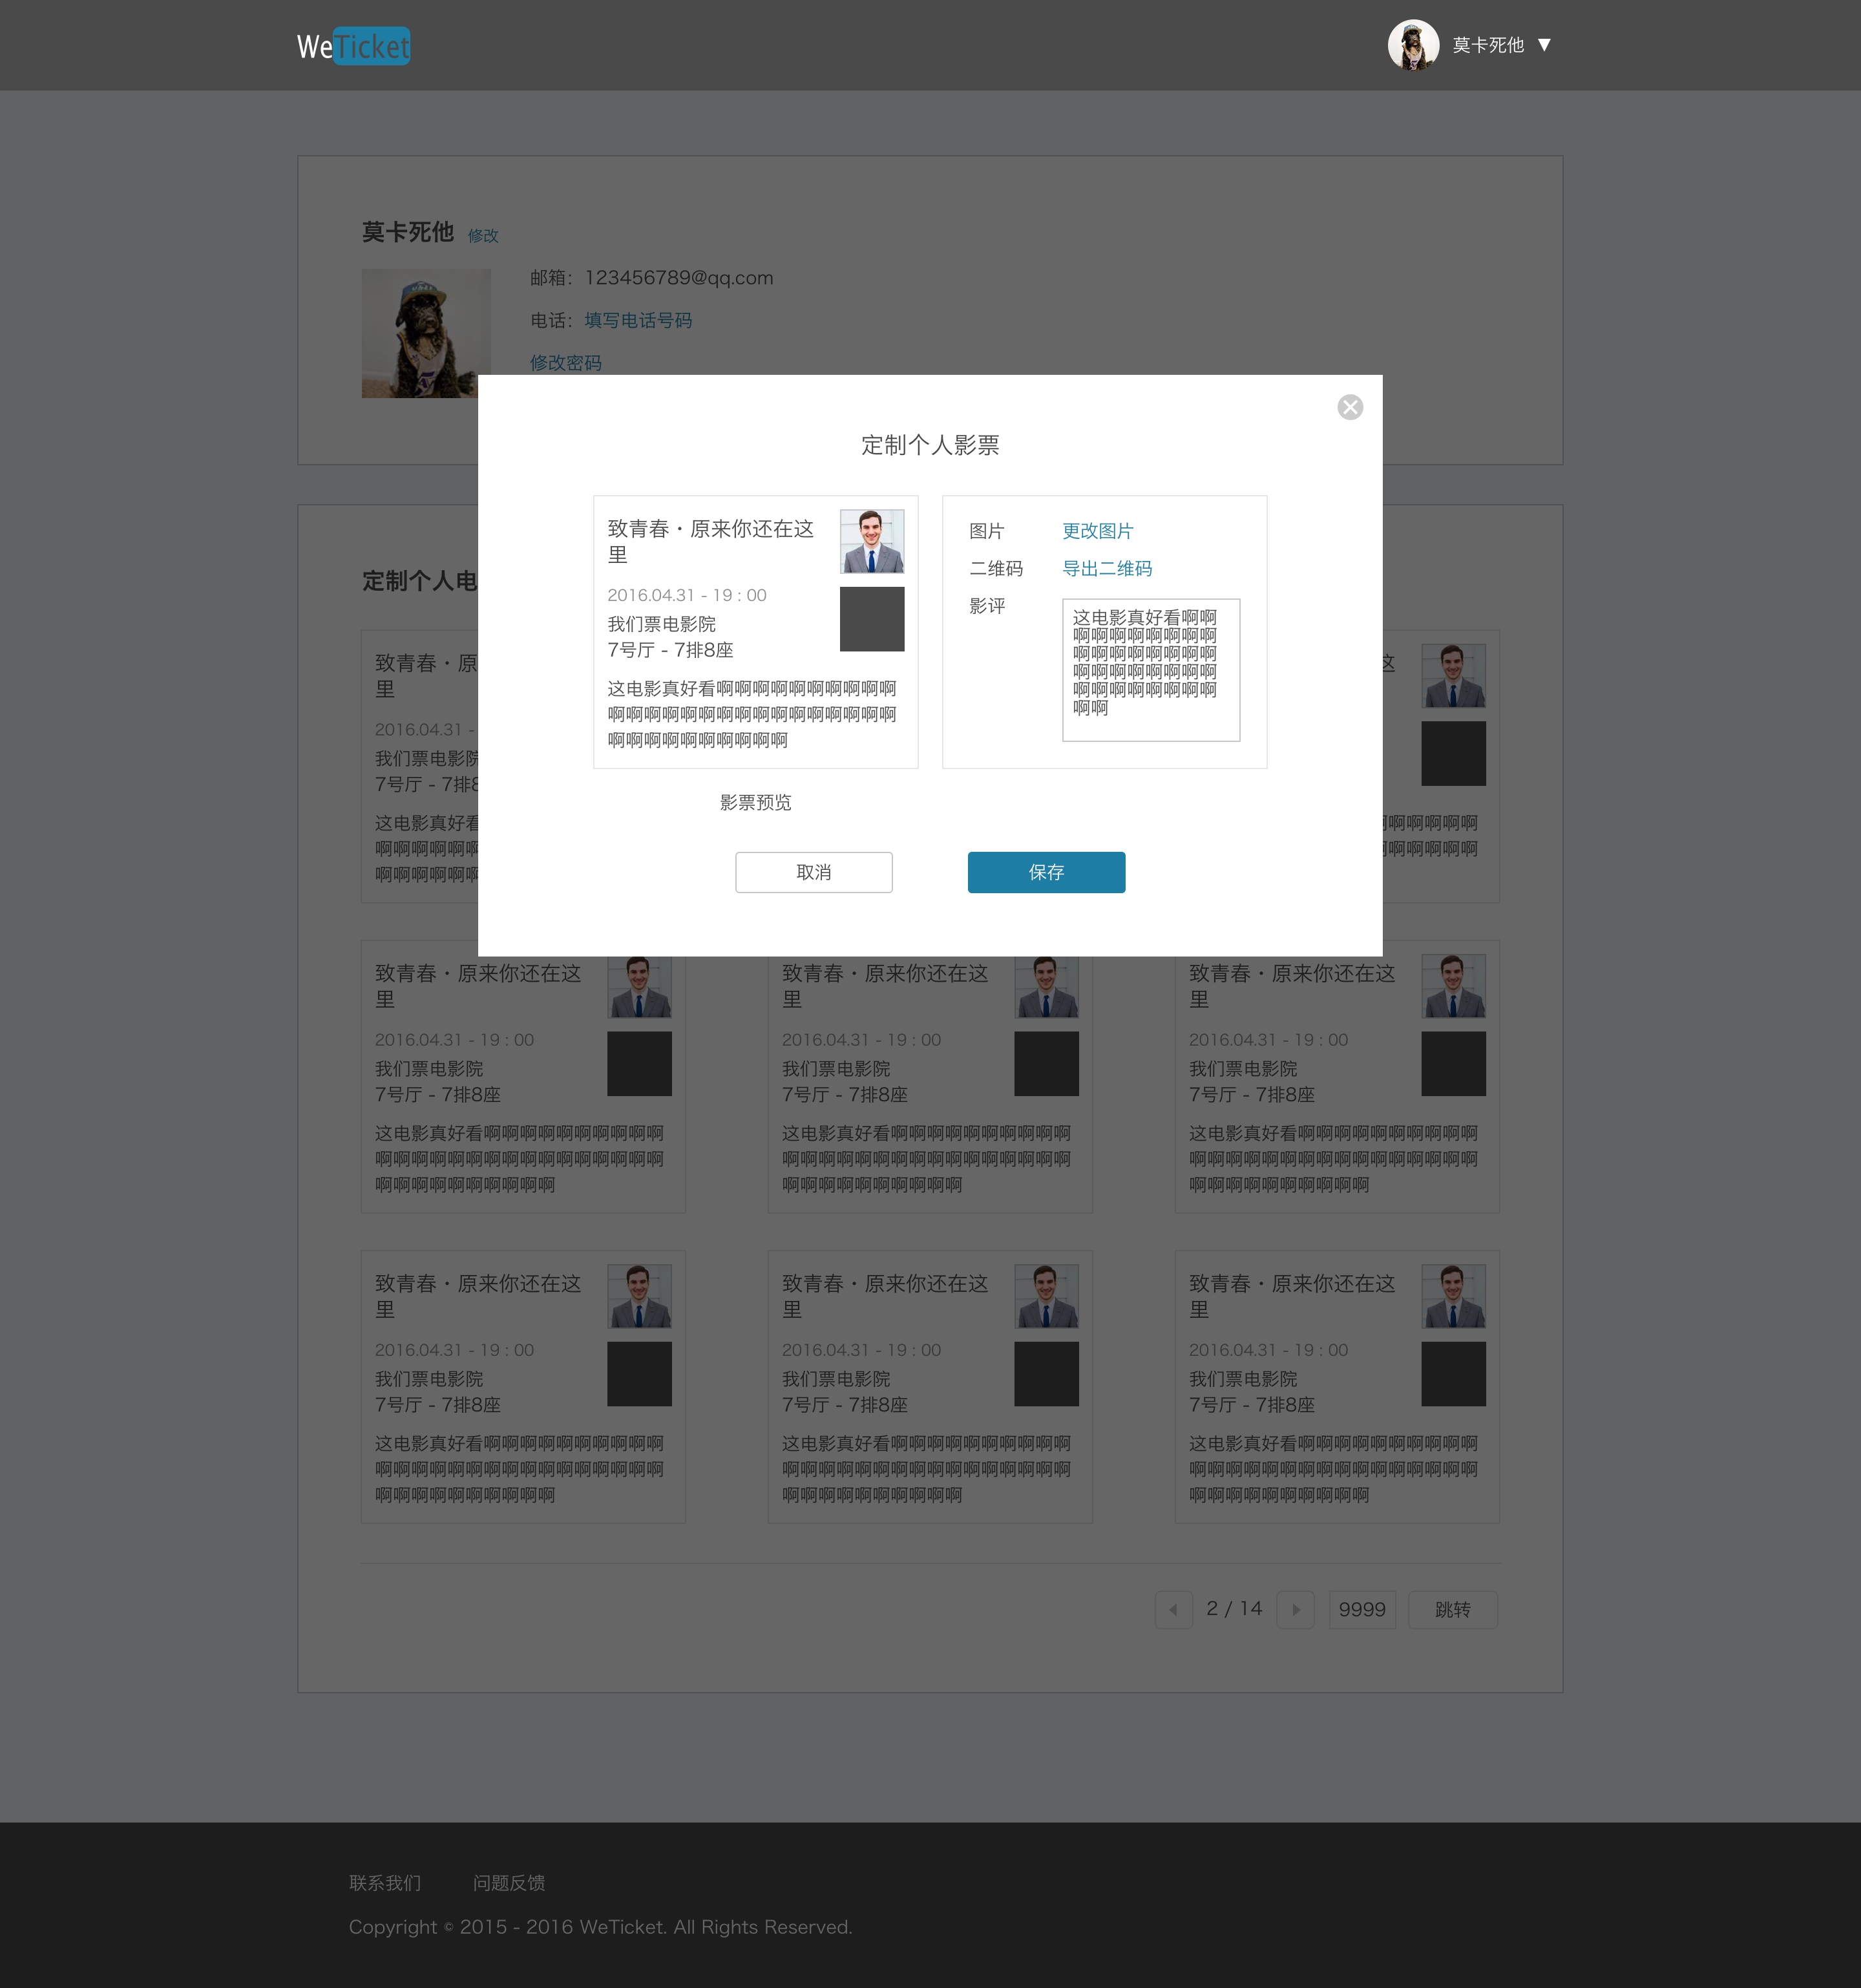 WeTicket
莫卡死他 ▼
莫卡死他 修改
邮箱：123456789@qq.com
电话：填写电话号码
修改密码
定制个人影票
致青春・原来你还在这
里
2016.04.31 - 19 : 00
我们票电影院
7号厅 - 7排8座
这电影真好看啊啊啊啊啊啊啊啊啊啊
啊啊啊啊啊啊啊啊啊啊啊啊啊啊啊啊
啊啊啊啊啊啊啊啊啊啊
影票预览
图片 更改图片
二维码 导出二维码
影评
这电影真好看啊啊
啊啊啊啊啊啊啊啊
啊啊啊啊啊啊啊啊
啊啊啊啊啊啊啊啊
啊啊啊啊啊啊啊啊
啊啊
取消
保存
定制个人电
致青春・原
里
2016.04.31 -
我们票电影院
7号厅 - 7排8
这电影真好看
啊啊啊啊啊啊
啊啊啊啊啊啊
这
啊啊啊啊啊
啊啊啊啊啊
致青春・原来你还在这
里
2016.04.31 - 19 : 00
我们票电影院
7号厅 - 7排8座
这电影真好看啊啊啊啊啊啊啊啊啊啊
啊啊啊啊啊啊啊啊啊啊啊啊啊啊啊啊
啊啊啊啊啊啊啊啊啊啊
致青春・原来你还在这
里
2016.04.31 - 19 : 00
我们票电影院
7号厅 - 7排8座
这电影真好看啊啊啊啊啊啊啊啊啊啊
啊啊啊啊啊啊啊啊啊啊啊啊啊啊啊啊
啊啊啊啊啊啊啊啊啊啊
致青春・原来你还在这
里
2016.04.31 - 19 : 00
我们票电影院
7号厅 - 7排8座
这电影真好看啊啊啊啊啊啊啊啊啊啊
啊啊啊啊啊啊啊啊啊啊啊啊啊啊啊啊
啊啊啊啊啊啊啊啊啊啊
致青春・原来你还在这
里
2016.04.31 - 19 : 00
我们票电影院
7号厅 - 7排8座
这电影真好看啊啊啊啊啊啊啊啊啊啊
啊啊啊啊啊啊啊啊啊啊啊啊啊啊啊啊
啊啊啊啊啊啊啊啊啊啊
致青春・原来你还在这
里
2016.04.31 - 19 : 00
我们票电影院
7号厅 - 7排8座
这电影真好看啊啊啊啊啊啊啊啊啊啊
啊啊啊啊啊啊啊啊啊啊啊啊啊啊啊啊
啊啊啊啊啊啊啊啊啊啊
致青春・原来你还在这
里
2016.04.31 - 19 : 00
我们票电影院
7号厅 - 7排8座
这电影真好看啊啊啊啊啊啊啊啊啊啊
啊啊啊啊啊啊啊啊啊啊啊啊啊啊啊啊
啊啊啊啊啊啊啊啊啊啊
2 / 14 9999 跳转
联系我们 问题反馈
Copyright © 2015 - 2016 WeTicket. All Rights Reserved.